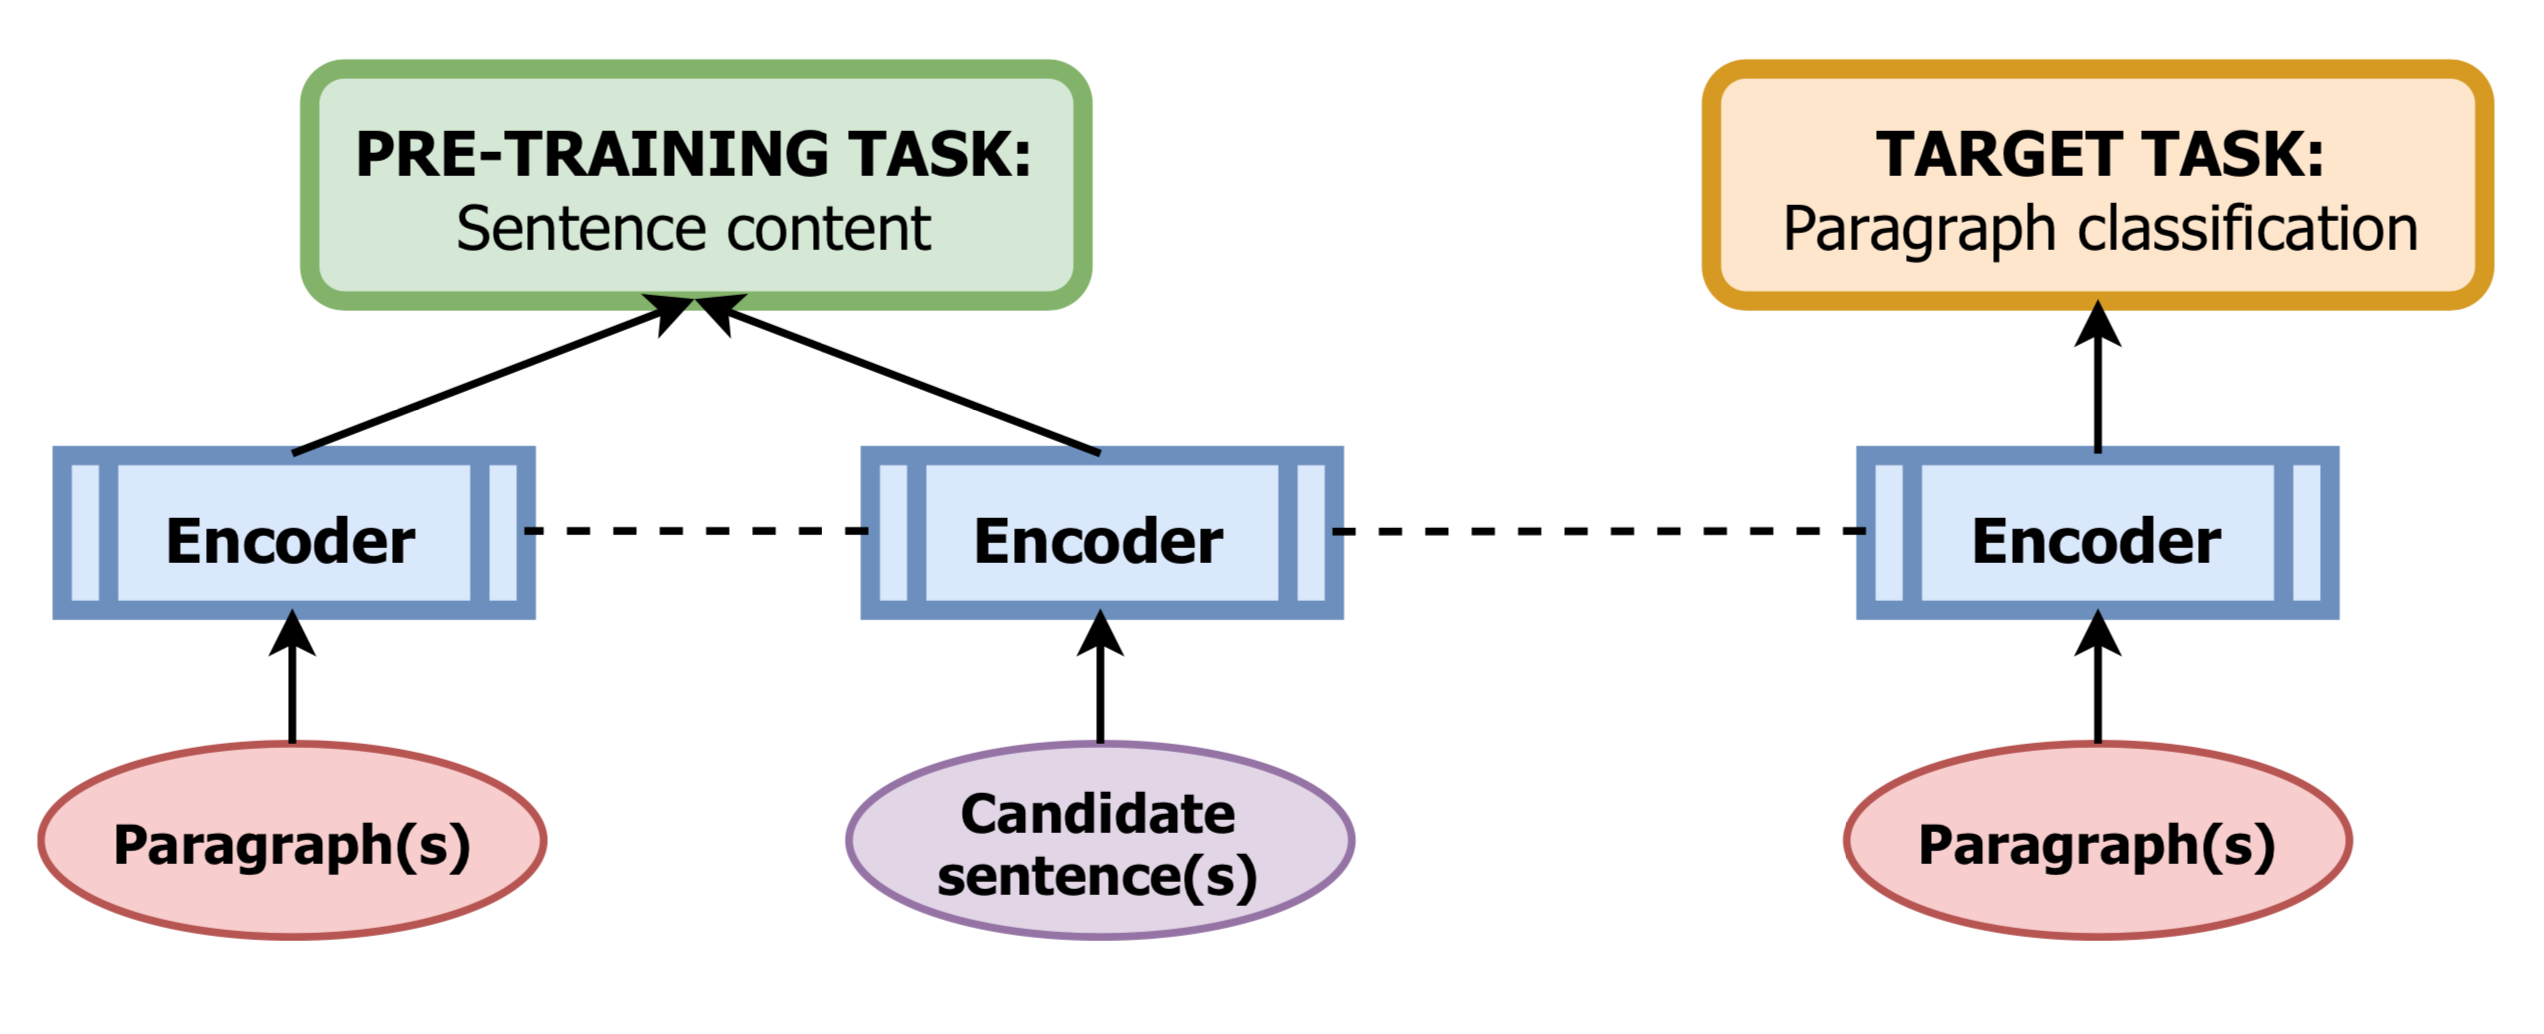 PRE-TRAINING TASK:
Sentence content
TARGET TASK:
Paragraph classification
Encoder
Encoder
Encoder
Paragraph(s)
Candidate
sentence(s)
Paragraph(s)